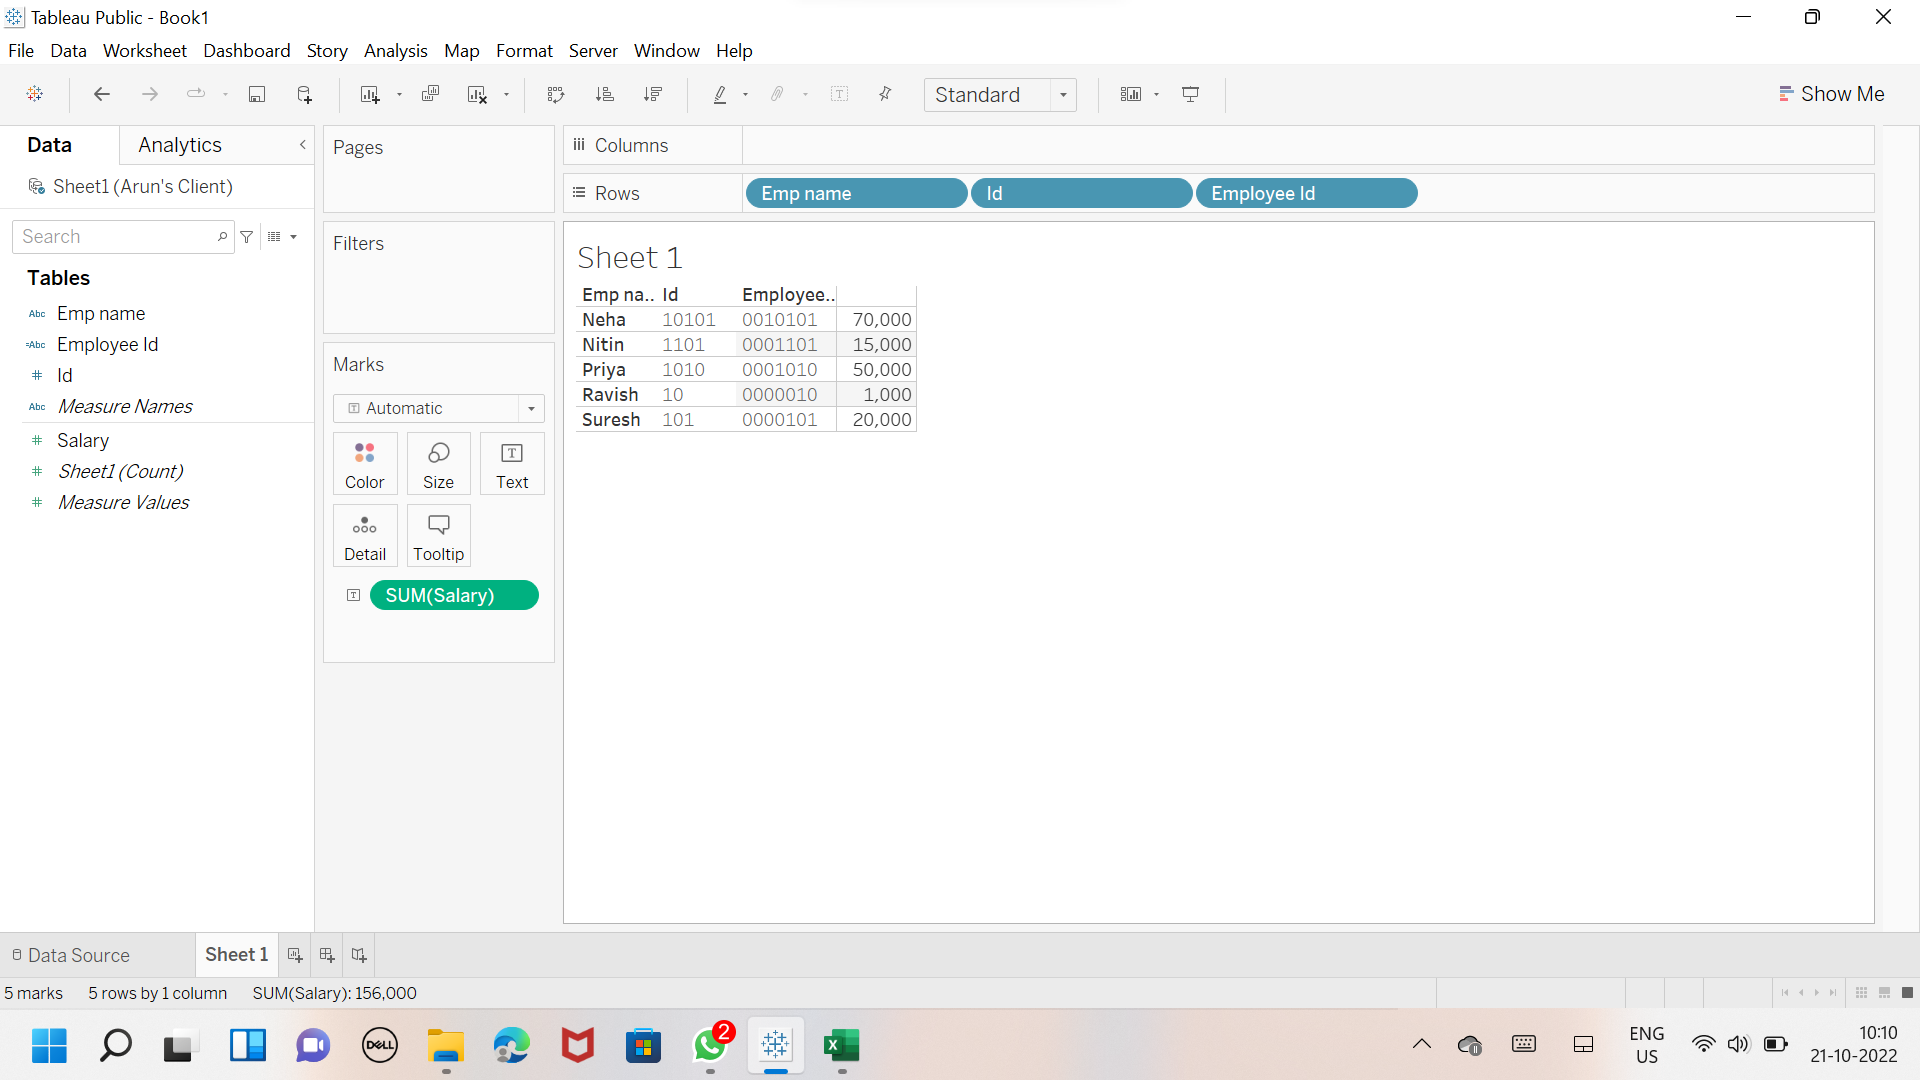 Tableau Public - Book1
File Data Worksheet Dashboard Story Analysis Map Format Server Window Help
Standard
Show Me
Data Analytics
Sheet1 (Arun's Client)
Search
Tables
Abc Emp name
=Abc Employee Id
# Id
Abc Measure Names
# Salary
# Sheet1 (Count)
# Measure Values
Pages
Filters
Marks
T Automatic
Color Size Text
Detail Tooltip
T SUM(Salary)
Columns
Rows Emp name Id Employee Id
Sheet 1
Emp na.. Id Employee..
Neha 10101 0010101 70,000
Nitin 1101 0001101 15,000
Priya 1010 0001010 50,000
Ravish 10 0000010 1,000
Suresh 101 0000101 20,000
Data Source Sheet 1
5 marks 5 rows by 1 column SUM(Salary): 156,000
DELL
2
ENG
US
10:10
21-10-2022